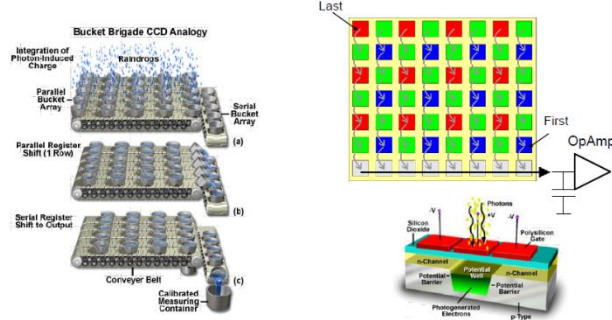 Bucket Brigade CCD Analogy
Integration of
Photon-Induced
Charge
Raindrops
Parallel
Bucket
Array
Serial
Bucket
Array
(a)
Parallel Register
Shift (1 Row)
(b)
Serial Register
Shift to Output
Conveyer Belt
(c)
Calibrated
Measuring
Container
Last
First
OpAmp
Photons
-V
+V
-V
Silicon
Dioxide
Polysilicon
Gate
n-Channel
Potential
Well
n-Channel
Potential
Barrier
Potential
Barrier
Photogenerated
Electrons
p-Type